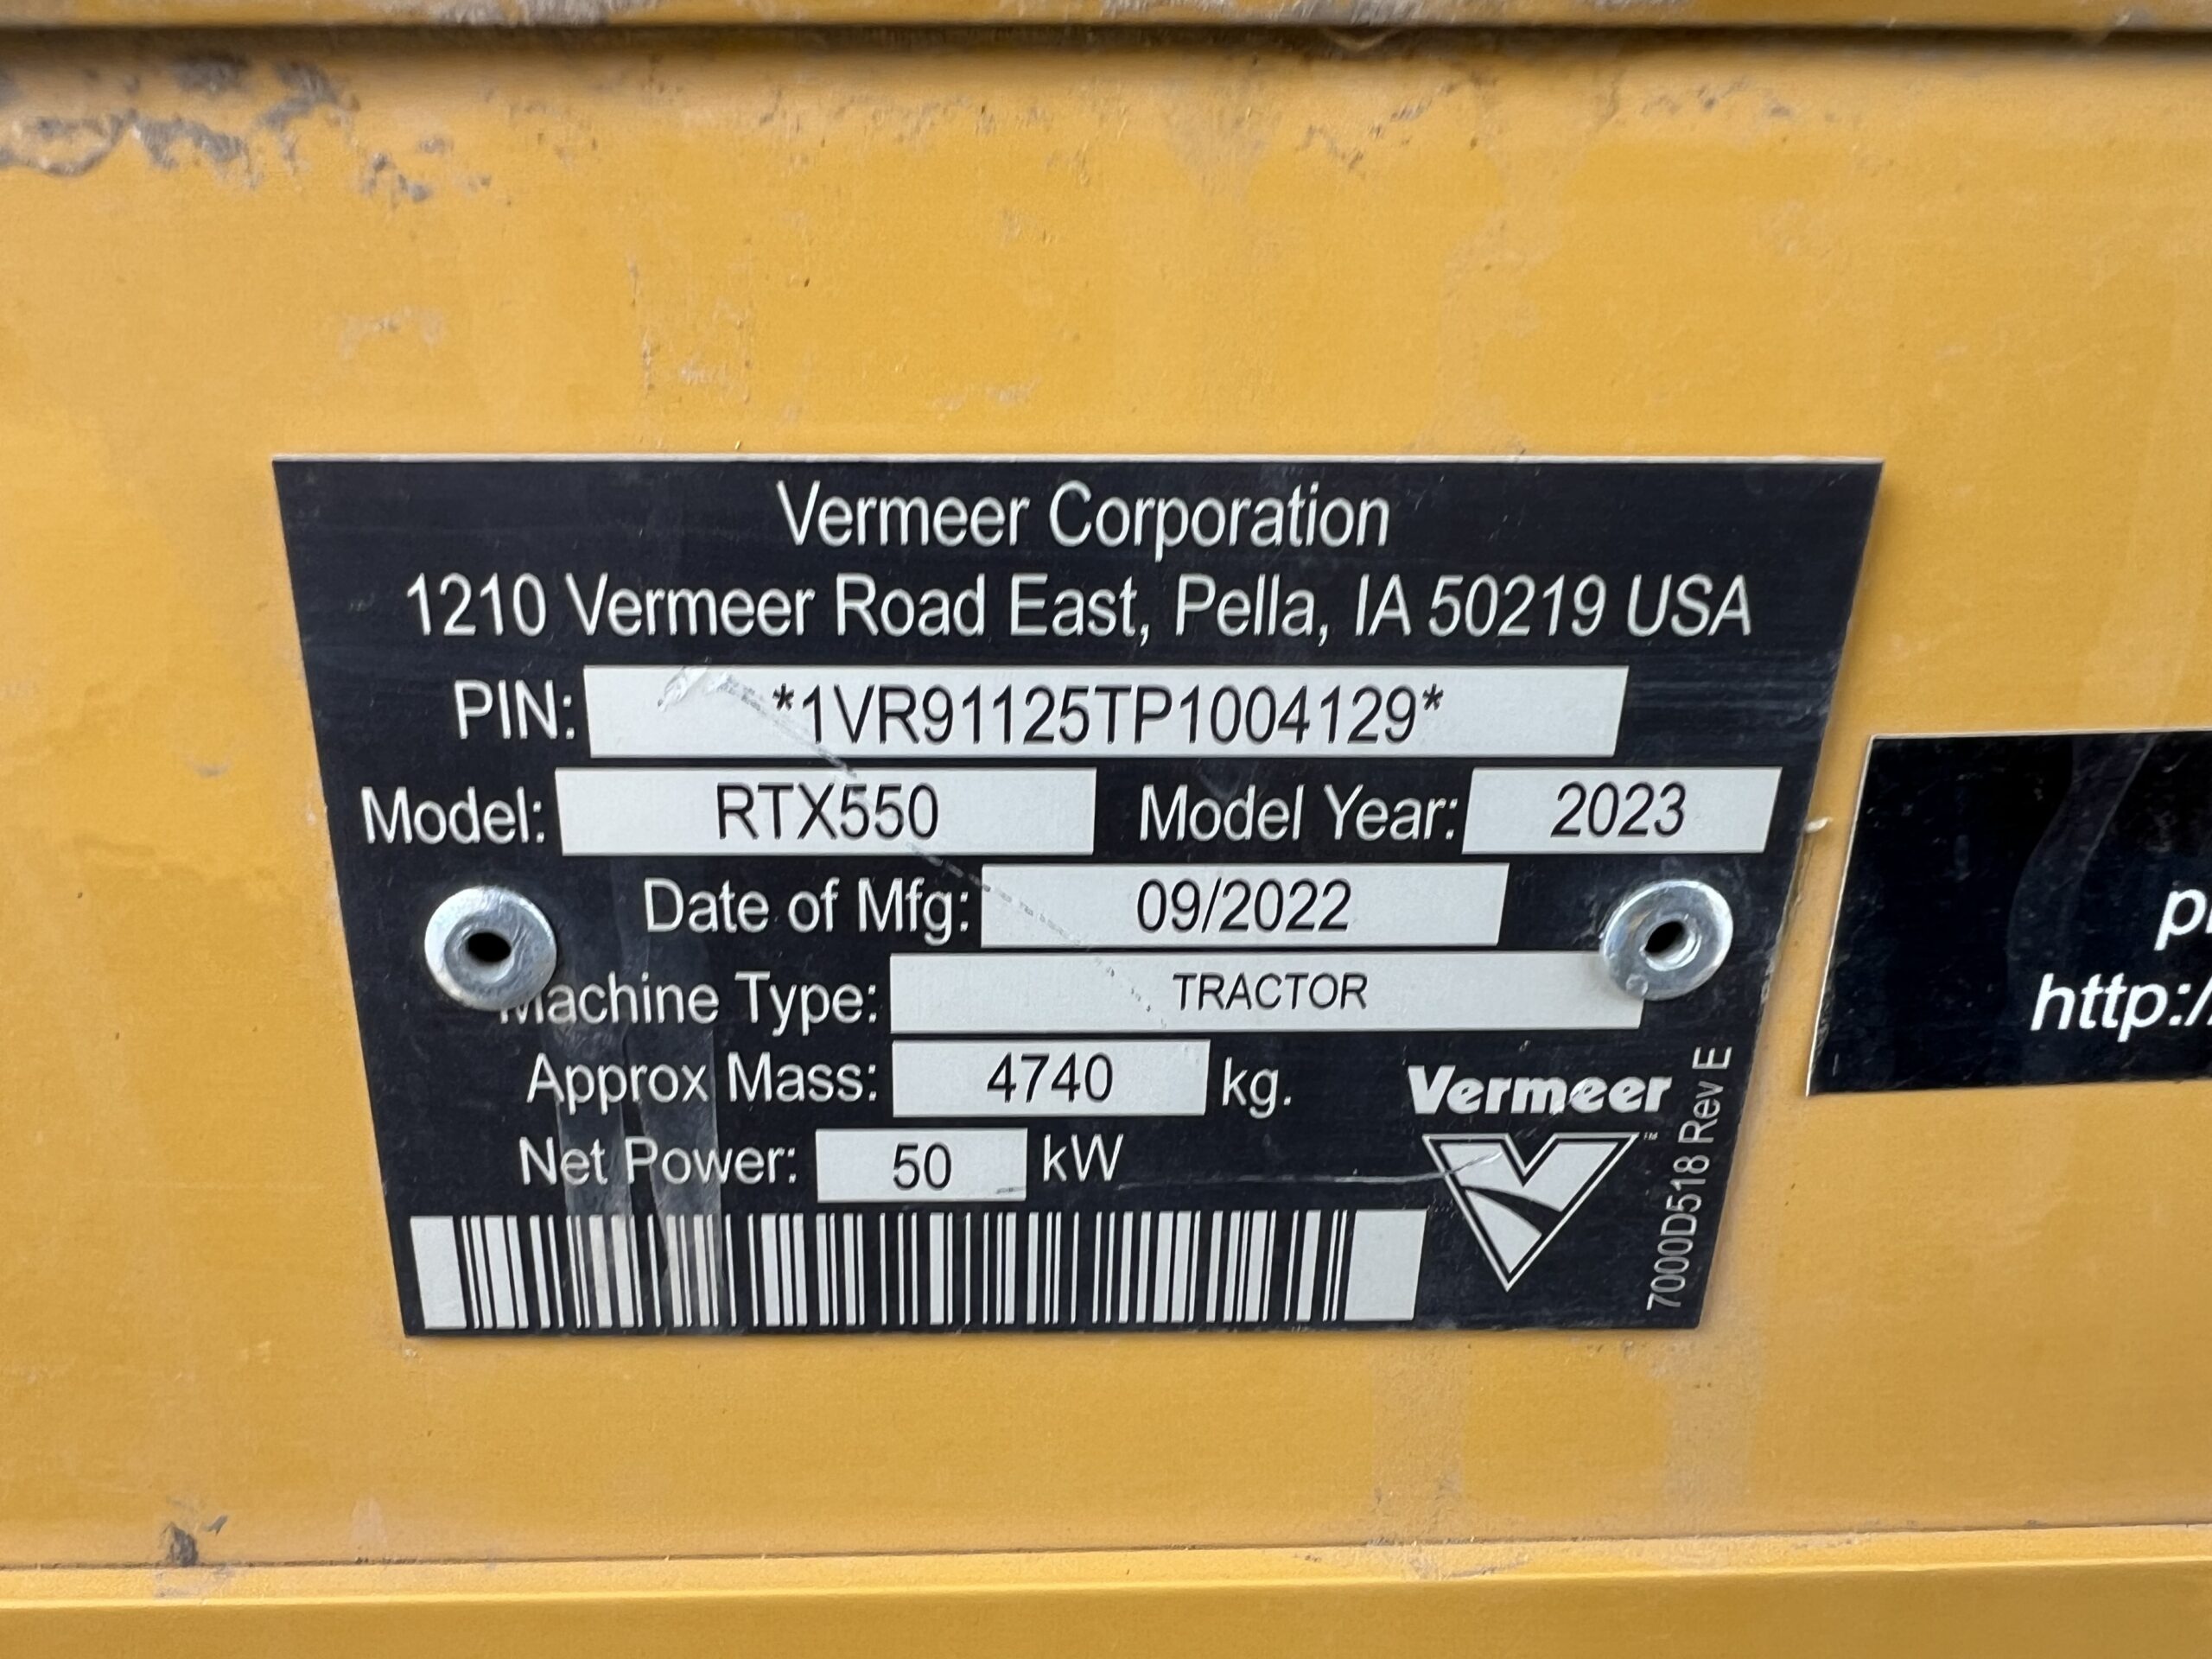 Vermeer Corporation
1210 Vermeer Road East, Pella, IA 50219 USA
PIN: *1VR91125TP1004129*
Model: RTX550 Model Year: 2023
Date of Mfg: 09/2022
Machine Type: TRACTOR
Approx Mass: 4740 kg.
Net Power: 50 kW
Vermeer
™
7000D518 Rev E
http:/